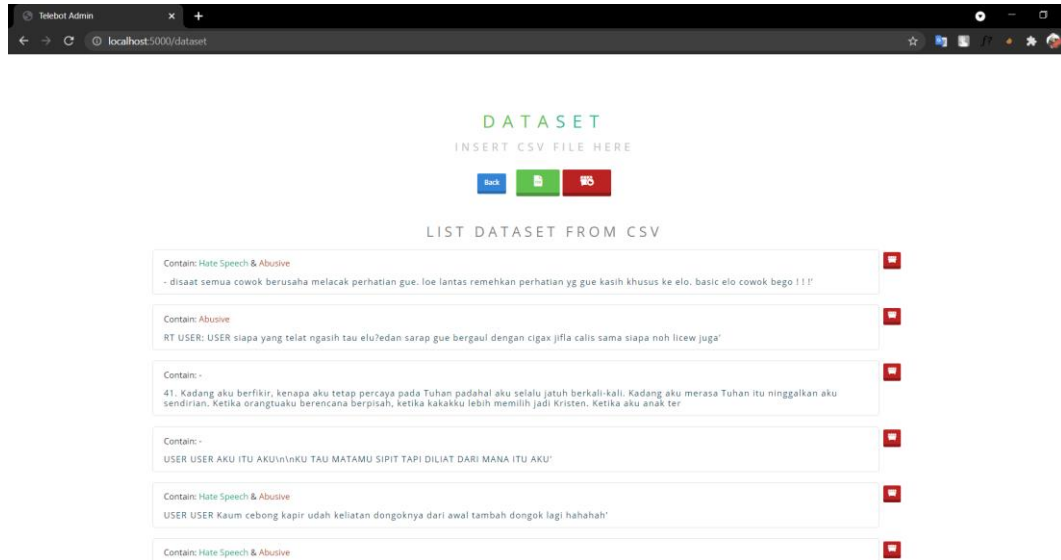 Telebot Admin
localhost:5000/dataset
DATASET
INSERT CSV FILE HERE
Back
LIST DATASET FROM CSV
Contain: Hate Speech & Abusive
- disaat semua cowok berusaha melacak perhatian gue. loe lantas remehkan perhatian yg gue kasih khusus ke elo. basic elo cowok bego ! ! !'
Contain: Abusive
RT USER: USER siapa yang telat ngasih tau elu?edan sarap gue bergaul dengan cigax jifla calis sama siapa noh licew juga'
Contain: -
41. Kadang aku berfikir, kenapa aku tetap percaya pada Tuhan padahal aku selalu jatuh berkali-kali. Kadang aku merasa Tuhan itu ninggalkan aku
sendirian. Ketika orangtuaku berencana berpisah, ketika kakakku lebih memilih jadi Kristen. Ketika aku anak ter
Contain: -
USER USER AKU ITU AKU\n\nKU TAU MATAMU SIPIT TAPI DILIAT DARI MANA ITU AKU'
Contain: Hate Speech & Abusive
USER USER Kaum cebong kapir udah keliatan dongoknya dari awal tambah dongok lagi hahahah'
Contain: Hate Speech & Abusive